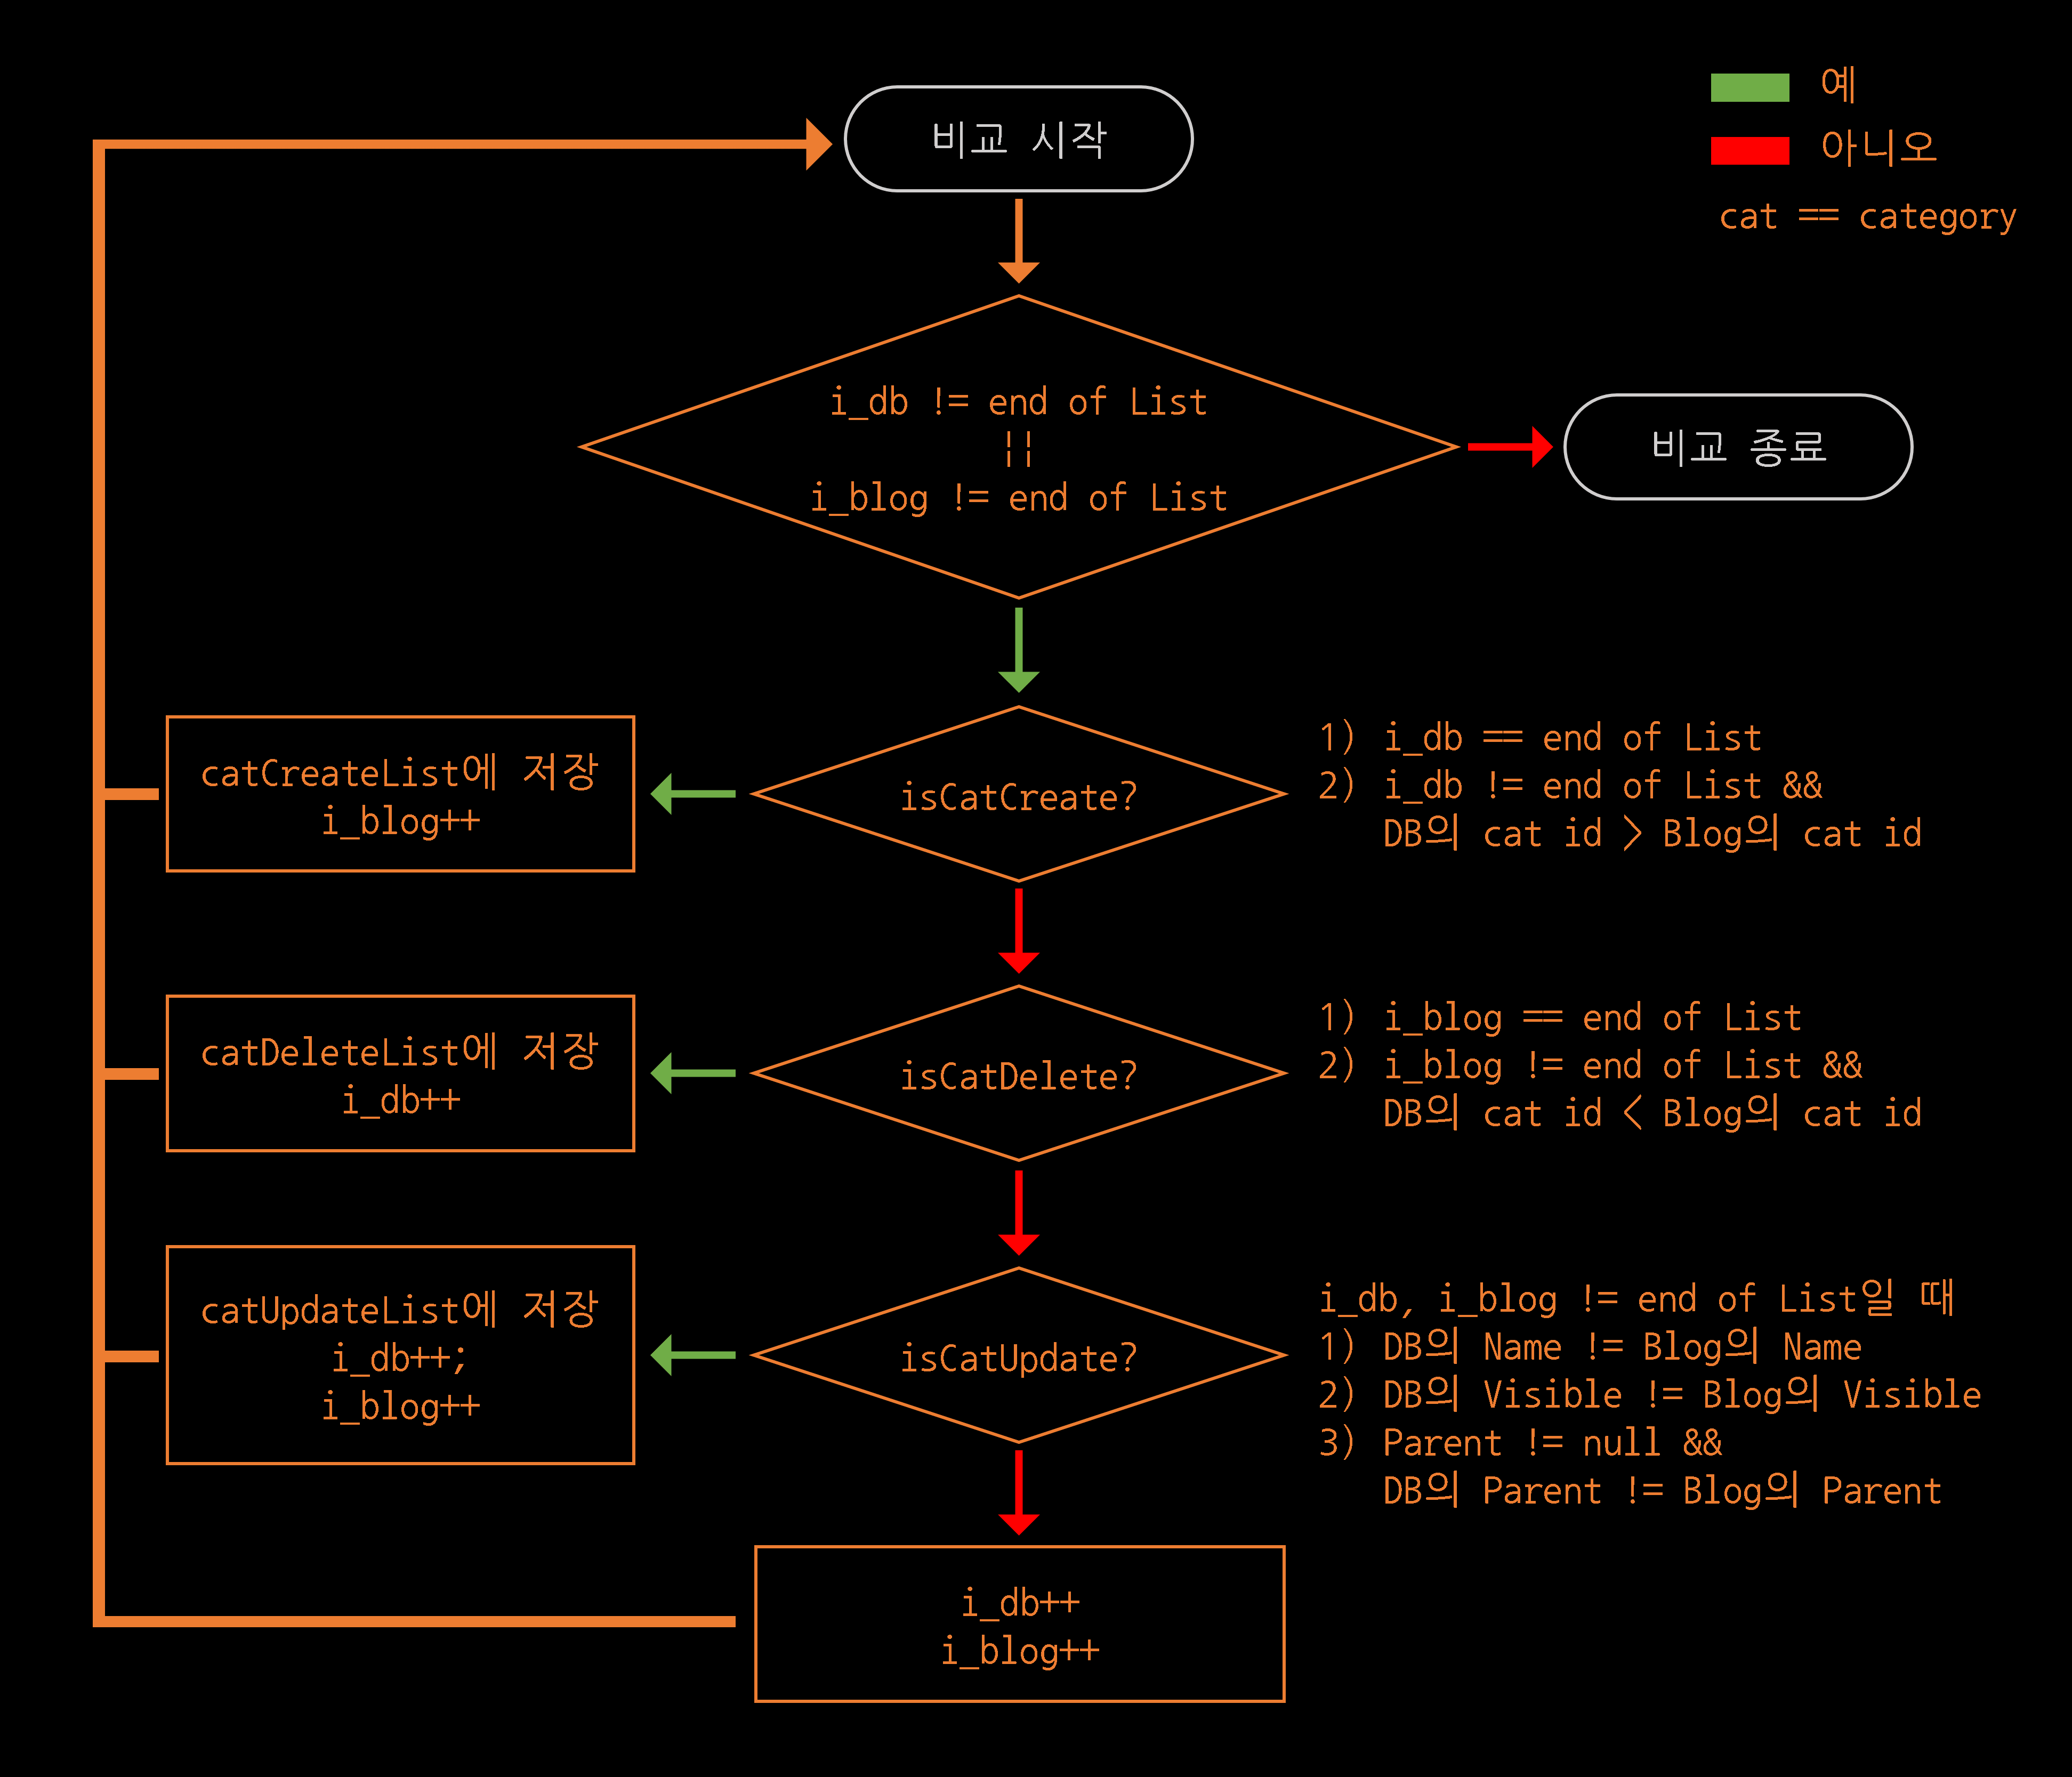 예
아니오
cat == category
비교 시작
i_db != end of List
||
i_blog != end of List
비교 종료
isCatCreate?
1) i_db == end of List
2) i_db != end of List &&
DB의 cat id > Blog의 cat id
catCreateList에 저장
i_blog++
isCatDelete?
1) i_blog == end of List
2) i_blog != end of List &&
DB의 cat id < Blog의 cat id
catDeleteList에 저장
i_db++
isCatUpdate?
i_db, i_blog != end of List일 때
1) DB의 Name != Blog의 Name
2) DB의 Visible != Blog의 Visible
3) Parent != null &&
DB의 Parent != Blog의 Parent
catUpdateList에 저장
i_db++;
i_blog++
i_db++
i_blog++